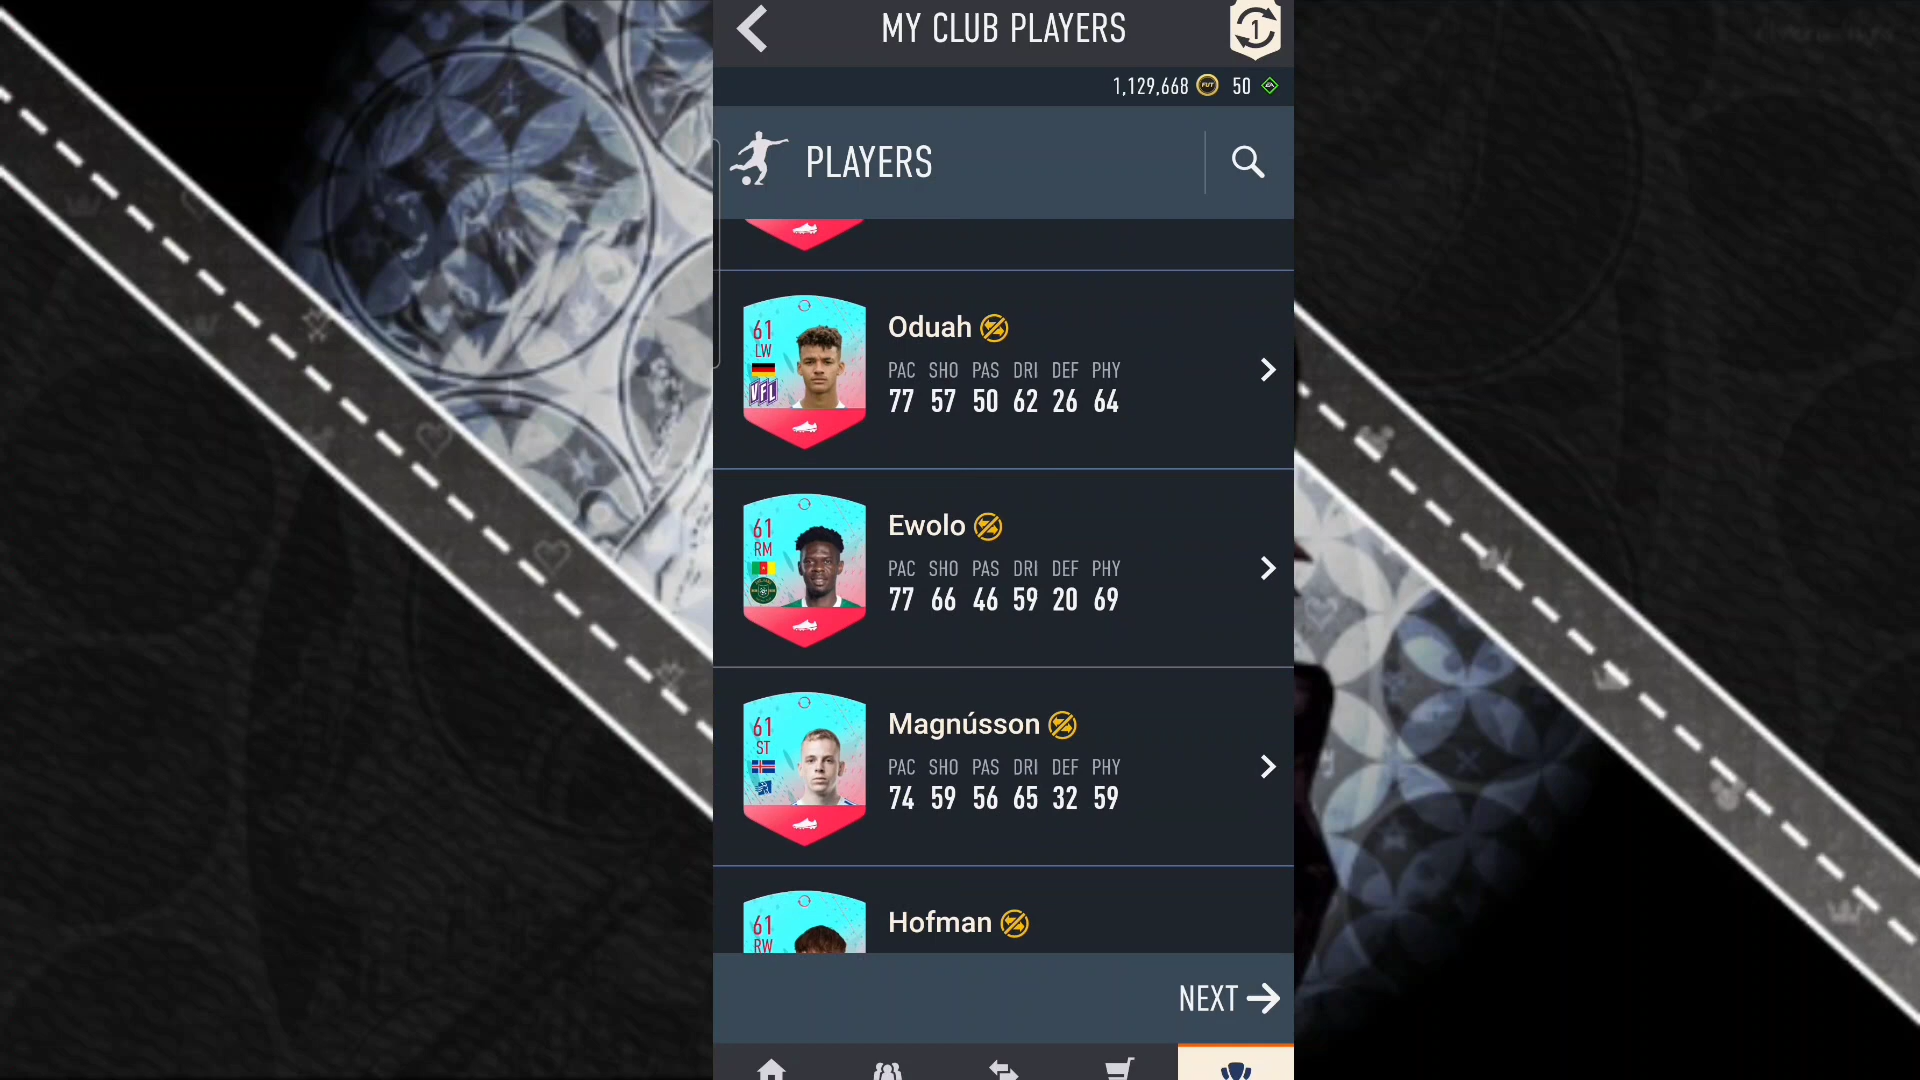 MY CLUB PLAYERS
1
1,129,668 FUT 50
PLAYERS
61
LW
VFL
Oduah
PAC SHO PAS DRI DEF PHY
77 57 50 62 26 64
61
RM
Ewolo
PAC SHO PAS DRI DEF PHY
77 66 46 59 20 69
61
ST
Magnússon
PAC SHO PAS DRI DEF PHY
74 59 56 65 32 59
61
RW
Hofman
NEXT